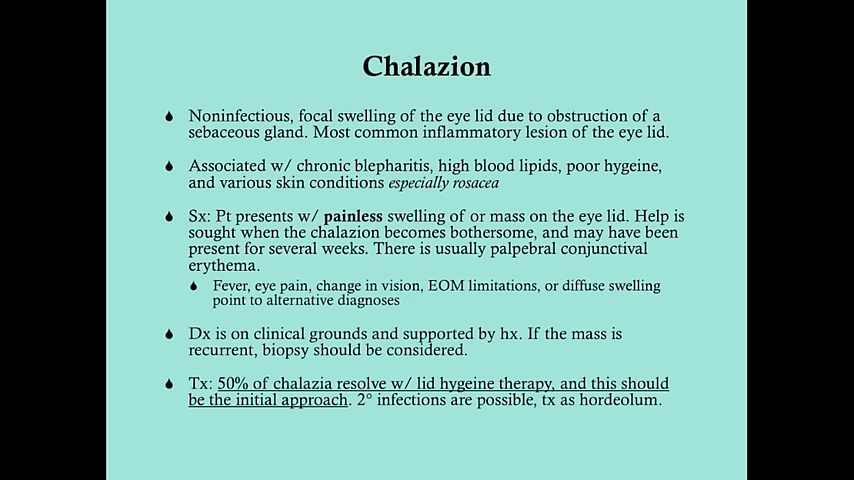 Chalazion
Noninfectious, focal swelling of the eye lid due to obstruction of a
sebaceous gland. Most common inflammatory lesion of the eye lid.
Associated w/ chronic blepharitis, high blood lipids, poor hygeine,
and various skin conditions especially rosacea
Sx: Pt presents w/ painless swelling of or mass on the eye lid. Help is
sought when the chalazion becomes bothersome, and may have been
present for several weeks. There is usually palpebral conjunctival
erythema.
Fever, eye pain, change in vision, EOM limitations, or diffuse swelling
point to alternative diagnoses
Dx is on clinical grounds and supported by hx. If the mass is
recurrent, biopsy should be considered.
Tx: 50% of chalazia resolve w/ lid hygeine therapy, and this should
be the initial approach. 2° infections are possible, tx as hordeolum.